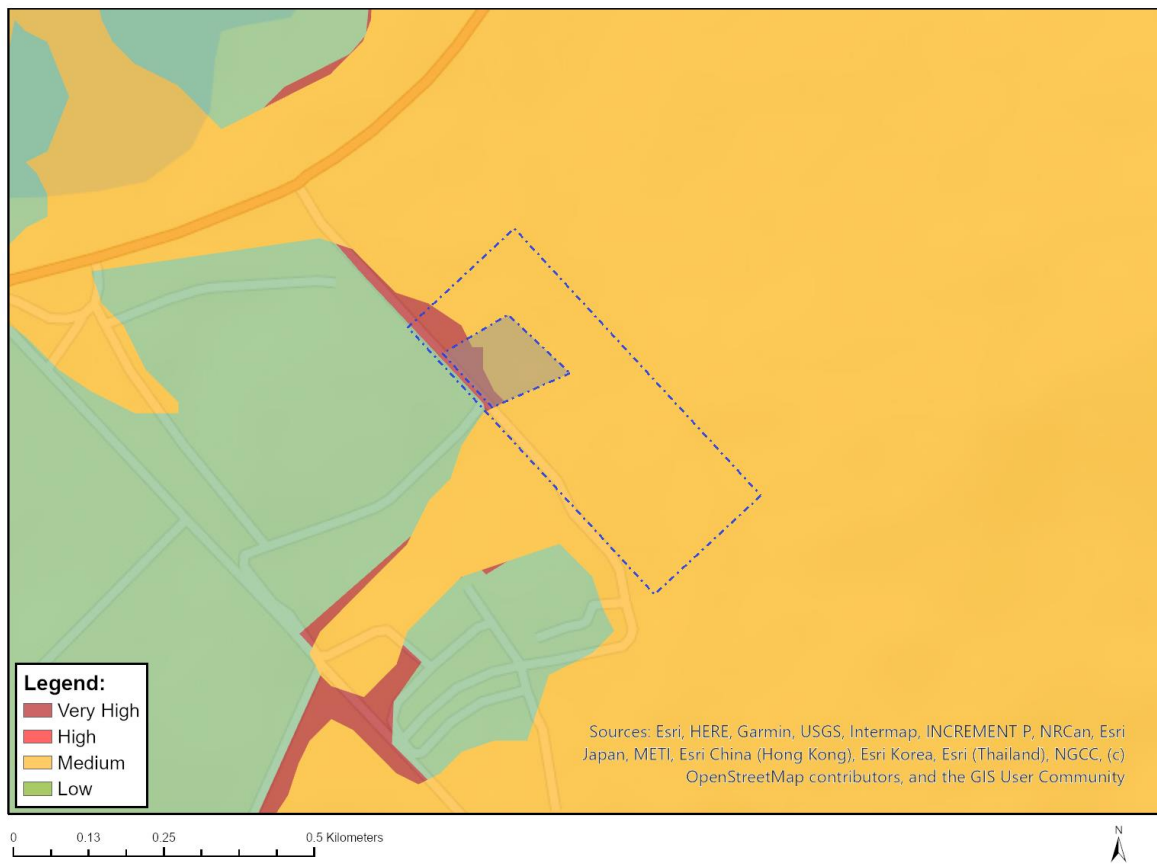 Legend:
Very High
High
Medium
Low
Sources: Esri, HERE, Garmin, USGS, Intermap, INCREMENT P, NRCan, Esri
Japan, METI, Esri China (Hong Kong), Esri Korea, Esri (Thailand), NGCC, (c)
OpenStreetMap contributors, and the GIS User Community
0 0.13 0.25 0.5 Kilometers
N